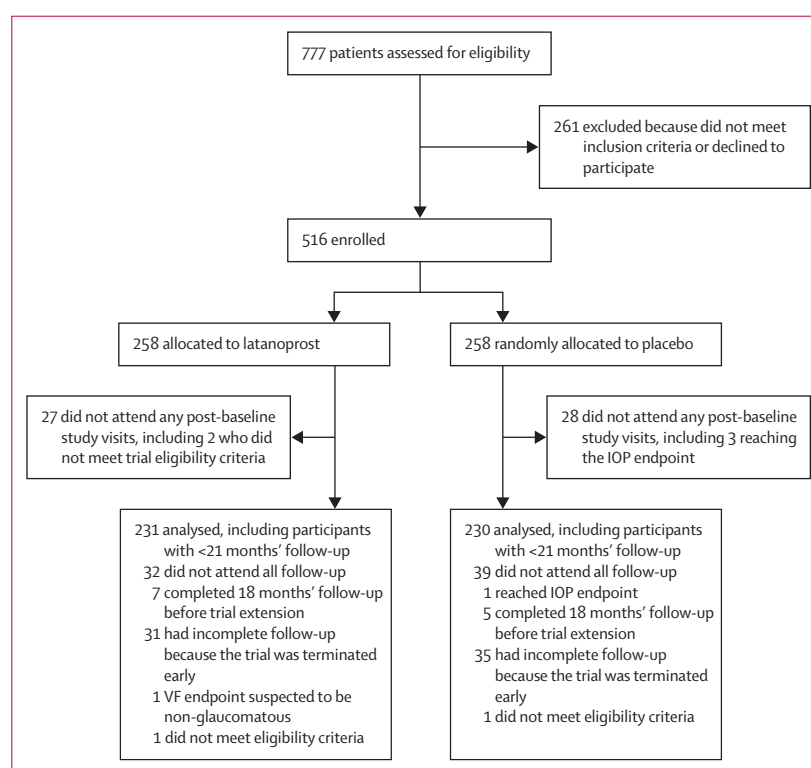 777 patients assessed for eligibility
261 excluded because did not meet
inclusion criteria or declined to
participate
516 enrolled
258 allocated to latanoprost
258 randomly allocated to placebo
27 did not attend any post-baseline
study visits, including 2 who did
not meet trial eligibility criteria
28 did not attend any post-baseline
study visits, including 3 reaching
the IOP endpoint
231 analysed, including participants
with <21 months’ follow-up
32 did not attend all follow-up
7 completed 18 months’ follow-up
before trial extension
31 had incomplete follow-up
because the trial was terminated
early
1 VF endpoint suspected to be
non-glaucomatous
1 did not meet eligibility criteria
230 analysed, including participants
with <21 months’ follow-up
39 did not attend all follow-up
1 reached IOP endpoint
5 completed 18 months’ follow-up
before trial extension
35 had incomplete follow-up
because the trial was terminated
early
1 did not meet eligibility criteria